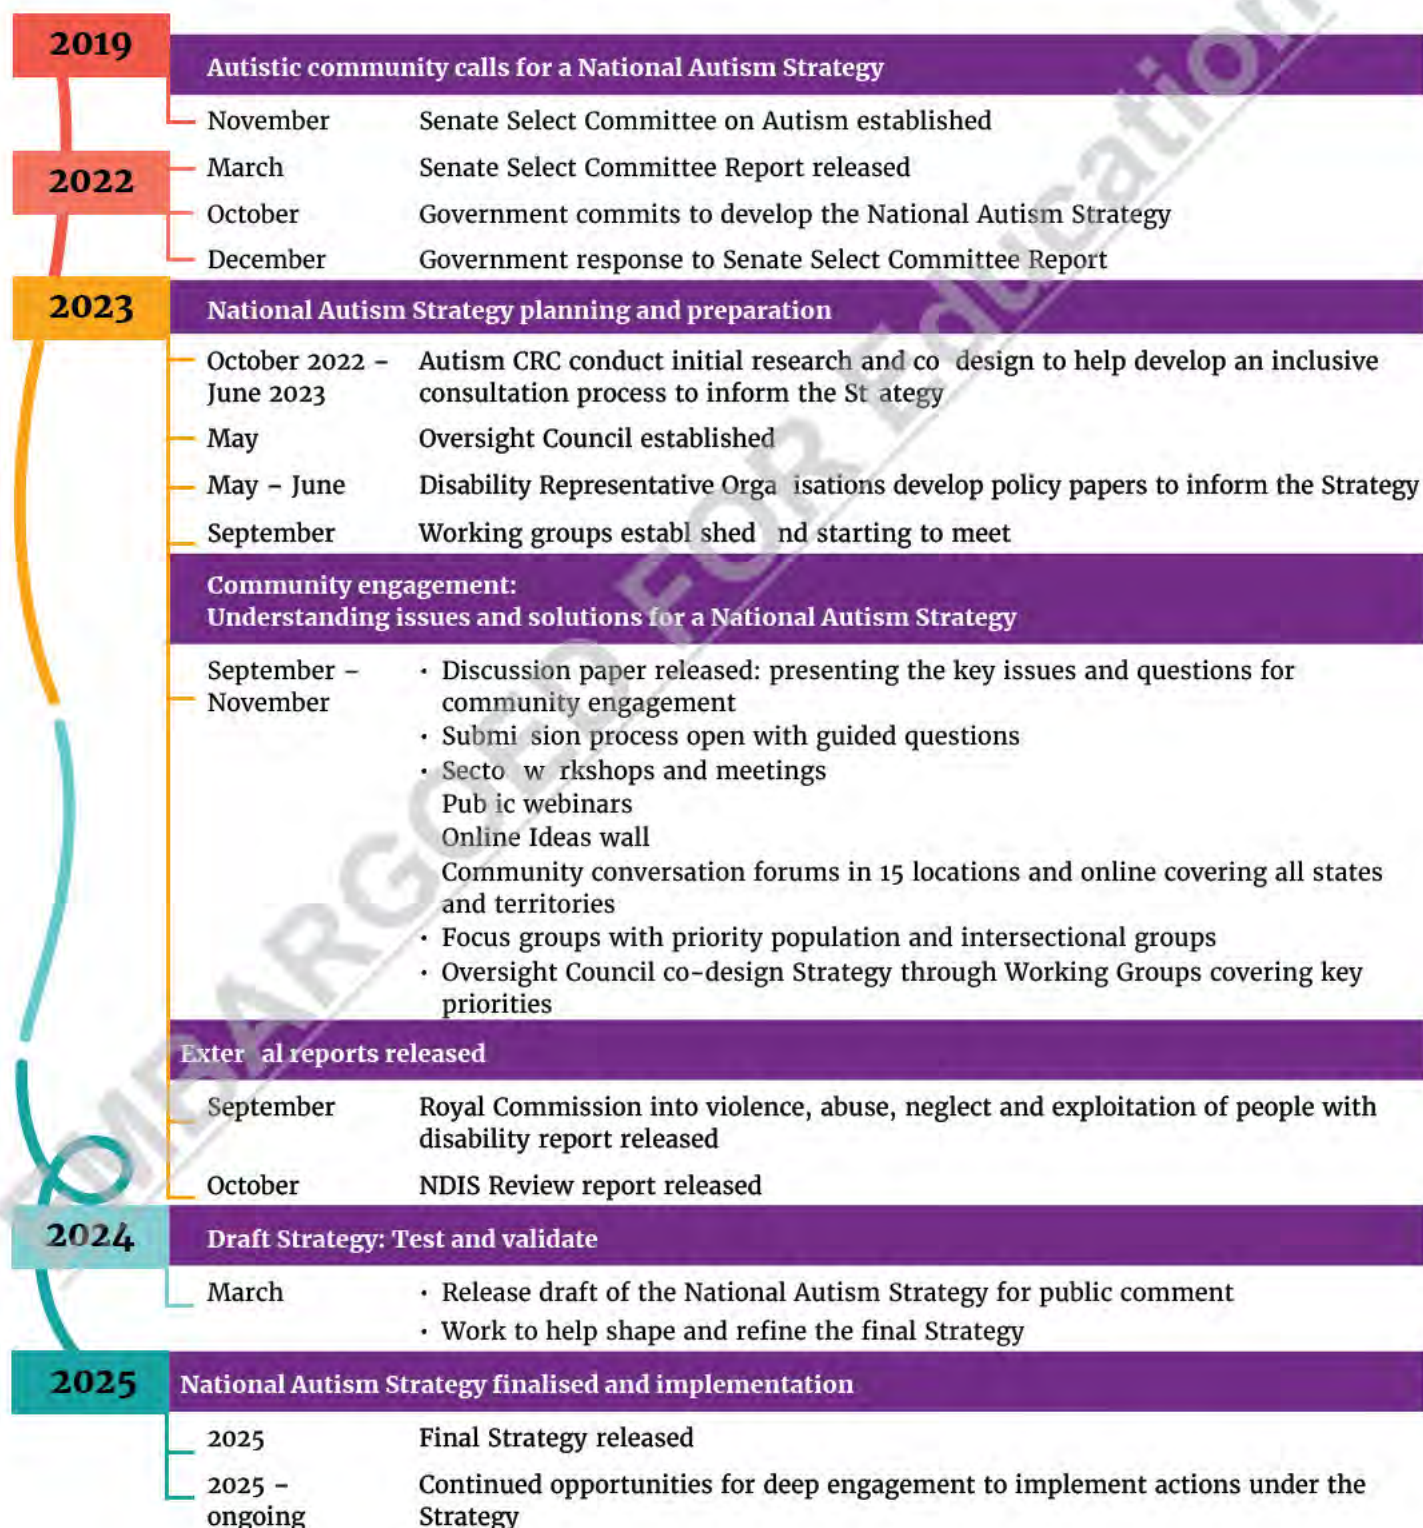 2019
Autistic community calls for a National Autism Strategy
November Senate Select Committee on Autism established
2022
March Senate Select Committee Report released
October Government commits to develop the National Autism Strategy
December Government response to Senate Select Committee Report
2023
National Autism Strategy planning and preparation
October 2022 – Autism CRC conduct initial research and co design to help develop an inclusive
June 2023 consultation process to inform the St ategy
May Oversight Council established
May – June Disability Representative Orga isations develop policy papers to inform the Strategy
September Working groups establ shed nd starting to meet
Community engagement:
Understanding issues and solutions for a National Autism Strategy
September – • Discussion paper released: presenting the key issues and questions for
November community engagement
• Submi sion process open with guided questions
• Secto w rkshops and meetings
Pub ic webinars
Online Ideas wall
Community conversation forums in 15 locations and online covering all states
and territories
• Focus groups with priority population and intersectional groups
• Oversight Council co-design Strategy through Working Groups covering key
priorities
Exter al reports released
September Royal Commission into violence, abuse, neglect and exploitation of people with
disability report released
October NDIS Review report released
2024
Draft Strategy: Test and validate
March • Release draft of the National Autism Strategy for public comment
• Work to help shape and refine the final Strategy
2025
National Autism Strategy finalised and implementation
2025 Final Strategy released
2025 – Continued opportunities for deep engagement to implement actions under the
ongoing Strategy
MBARGOED FOR Education